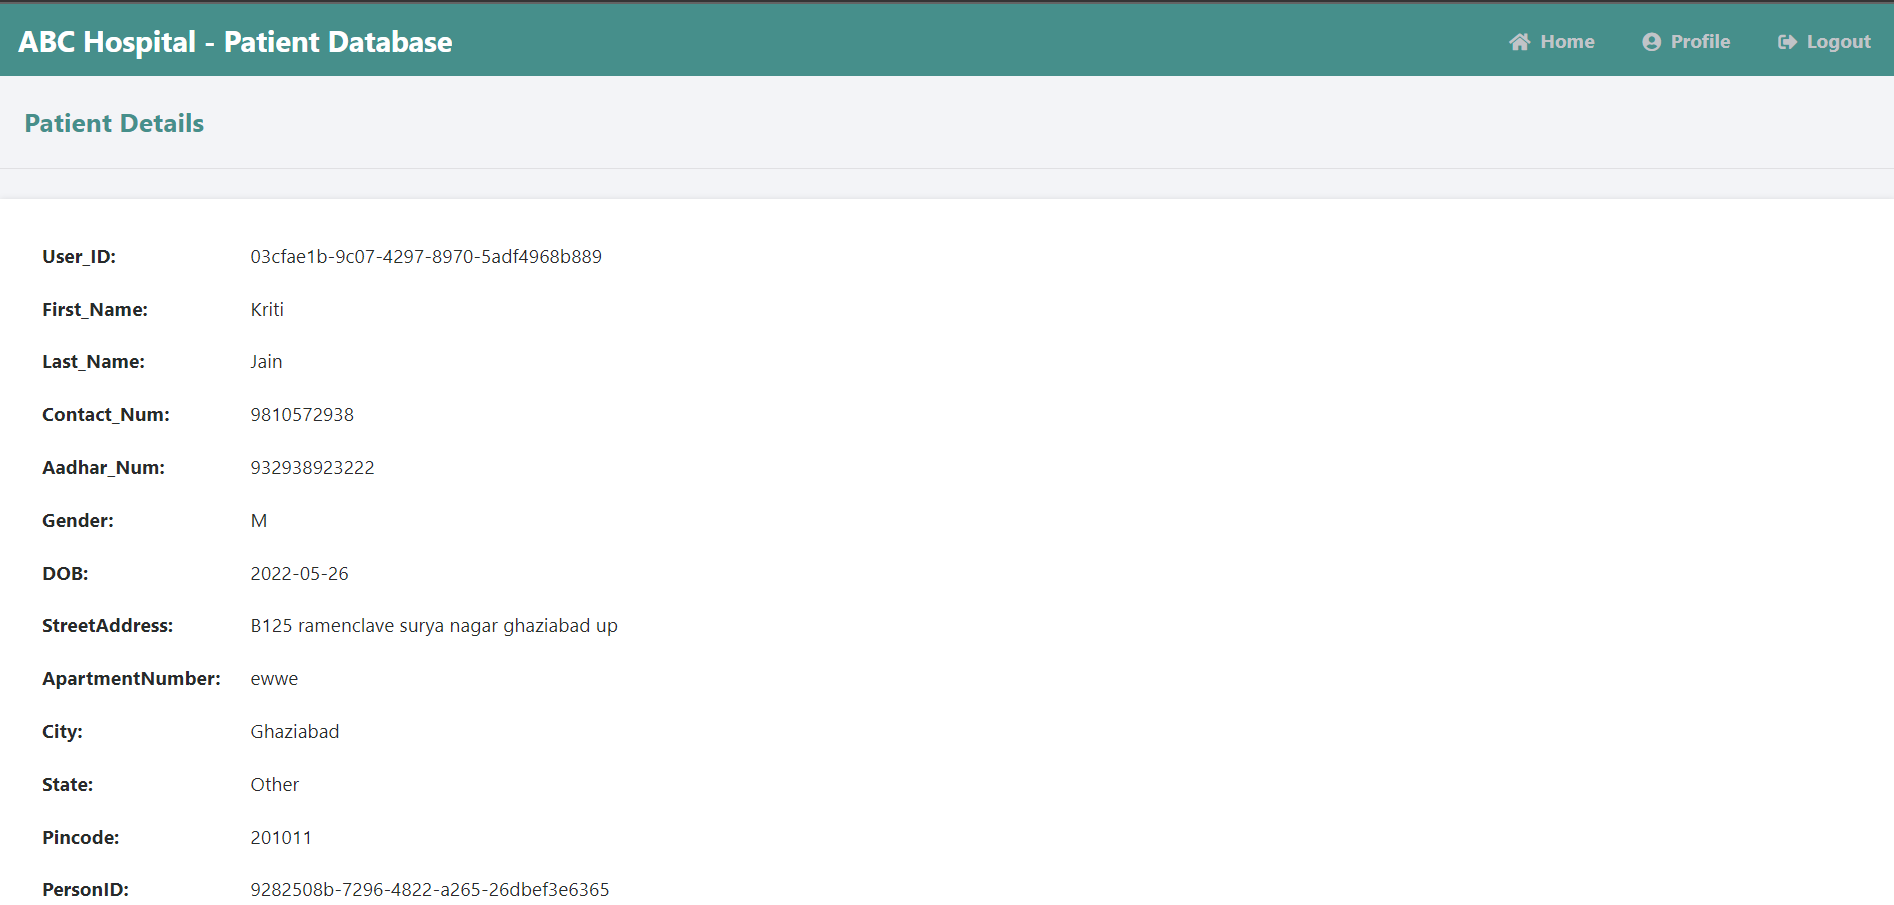 ABC Hospital - Patient Database
Home Profile Logout
Patient Details
User_ID: 03cfae1b-9c07-4297-8970-5adf4968b889
First_Name: Kriti
Last_Name: Jain
Contact_Num: 9810572938
Aadhar_Num: 932938923222
Gender: M
DOB: 2022-05-26
StreetAddress: B125 ramenclave surya nagar ghaziabad up
ApartmentNumber: ewwe
City: Ghaziabad
State: Other
Pincode: 201011
PersonID: 9282508b-7296-4822-a265-26dbef3e6365